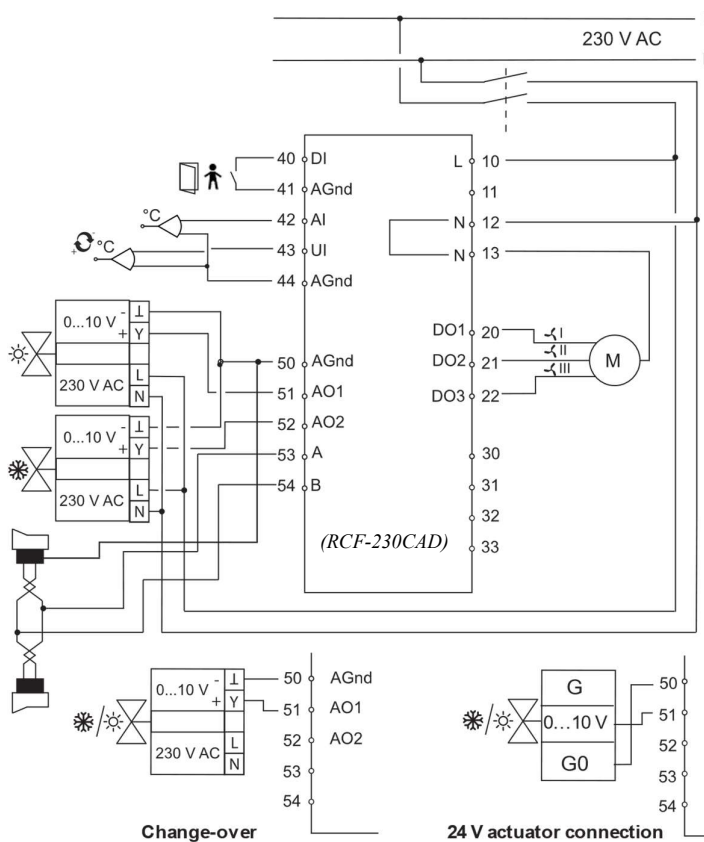 230 V AC
40 DI
L 10
41 AGnd
11
°C
42 AI
N 12
°C
43 UI
N 13
44 AGnd
0...10 V - ⊥
+ Y
DO1 20 I
50 AGnd
DO2 21 II M
230 V AC L
III
N
51 AO1
DO3 22
0...10 V - ⊥
52 AO2
+ Y
53 A
30
230 V AC L
54 B
31
N
32
(RCF-230CAD)
33
0...10 V - ⊥
+ Y
230 V AC L
N
50 AGnd
51 AO1
52 AO2
53
54
Change-over
G
0...10 V
G0
50
51
52
53
54
24 V actuator connection